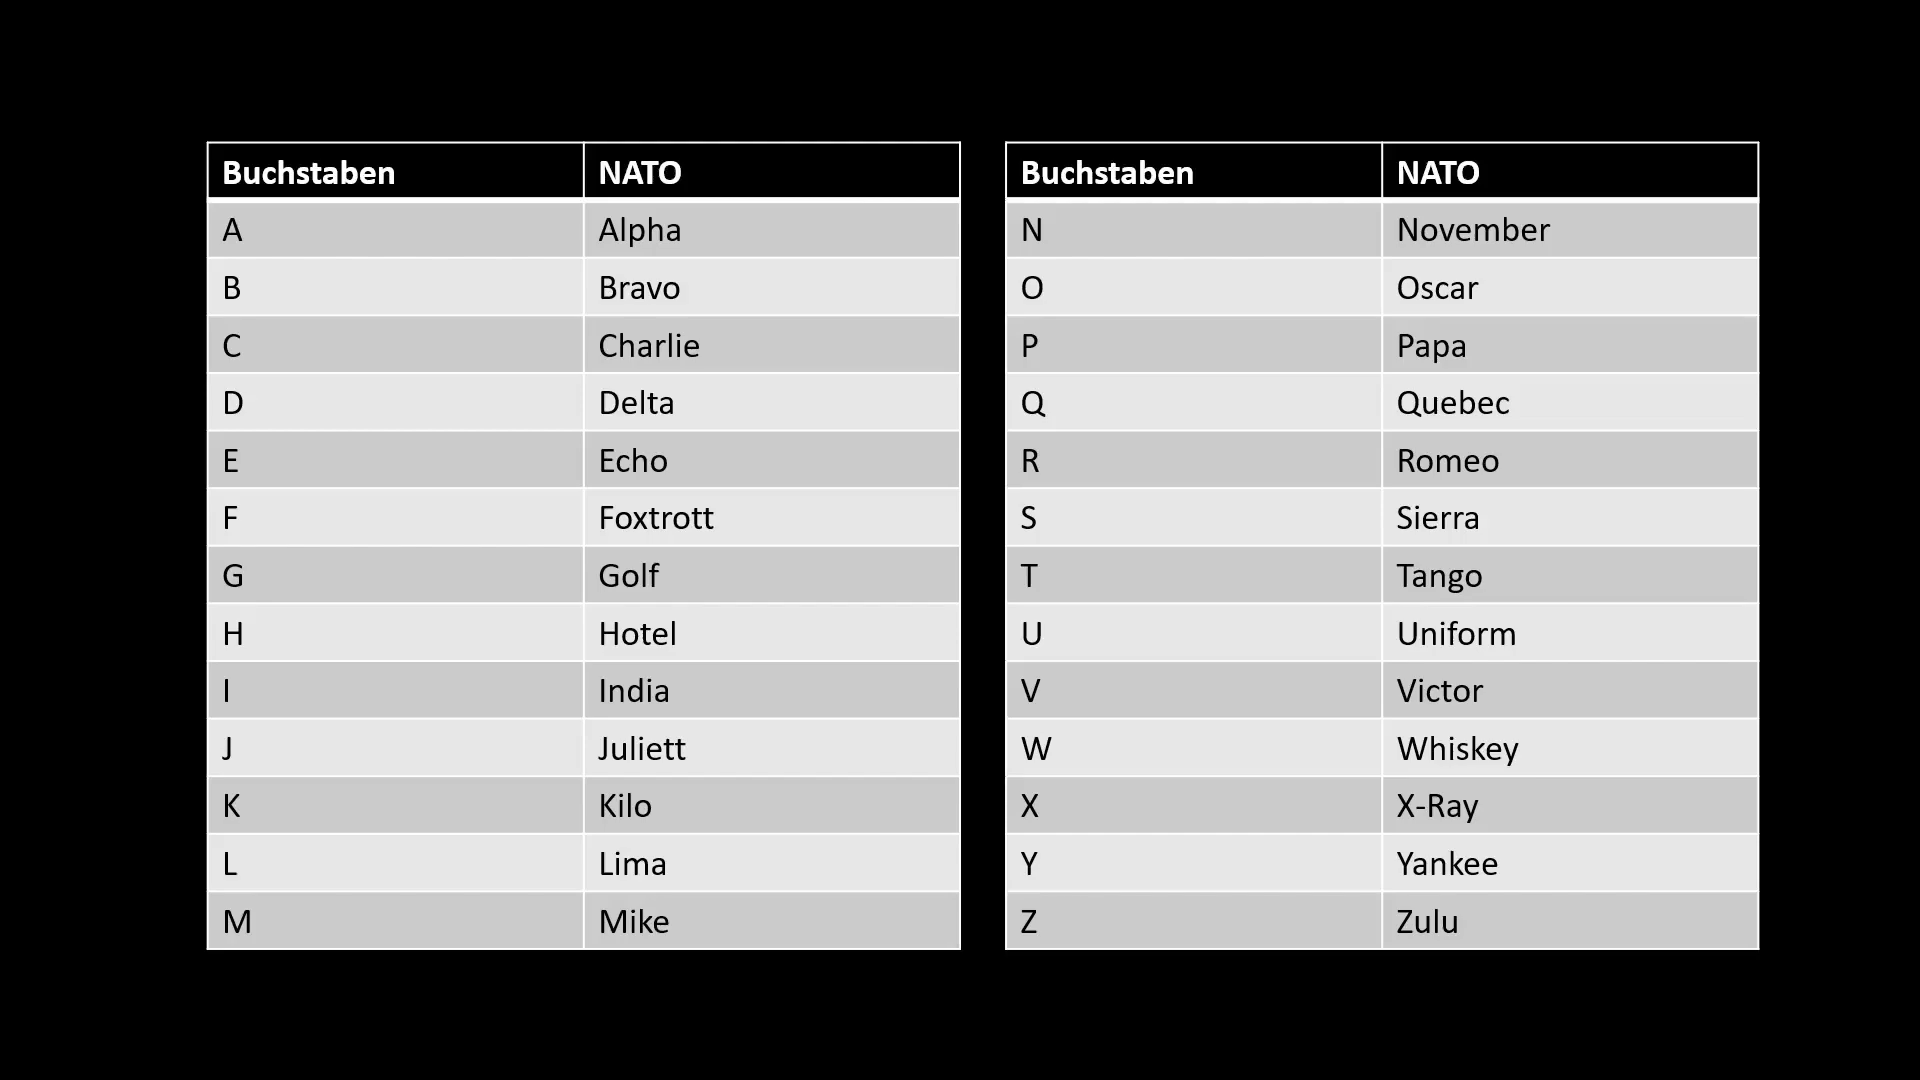 Buchstaben NATO
A Alpha
B Bravo
C Charlie
D Delta
E Echo
F Foxtrott
G Golf
H Hotel
I India
J Juliett
K Kilo
L Lima
M Mike
Buchstaben NATO
N November
O Oscar
P Papa
Q Quebec
R Romeo
S Sierra
T Tango
U Uniform
V Victor
W Whiskey
X X-Ray
Y Yankee
Z Zulu